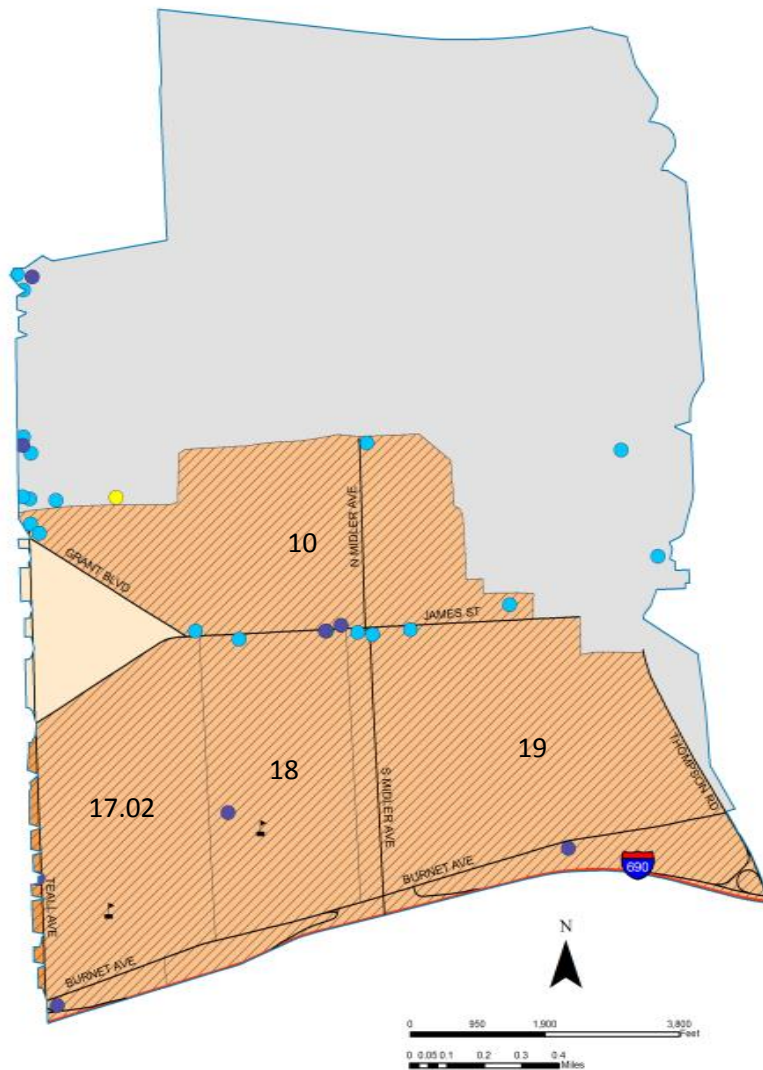 N MIDLER AVE
10
GRANT BLVD
JAMES ST
19
18
17.02
THOMPSON RD
S MIDLER AVE
BURNET AVE
690
TEALL AVE
BURNET AVE
N
0 950 1,900 3,800
Feet
0 0.05 0.1 0.2 0.3 0.4
Miles